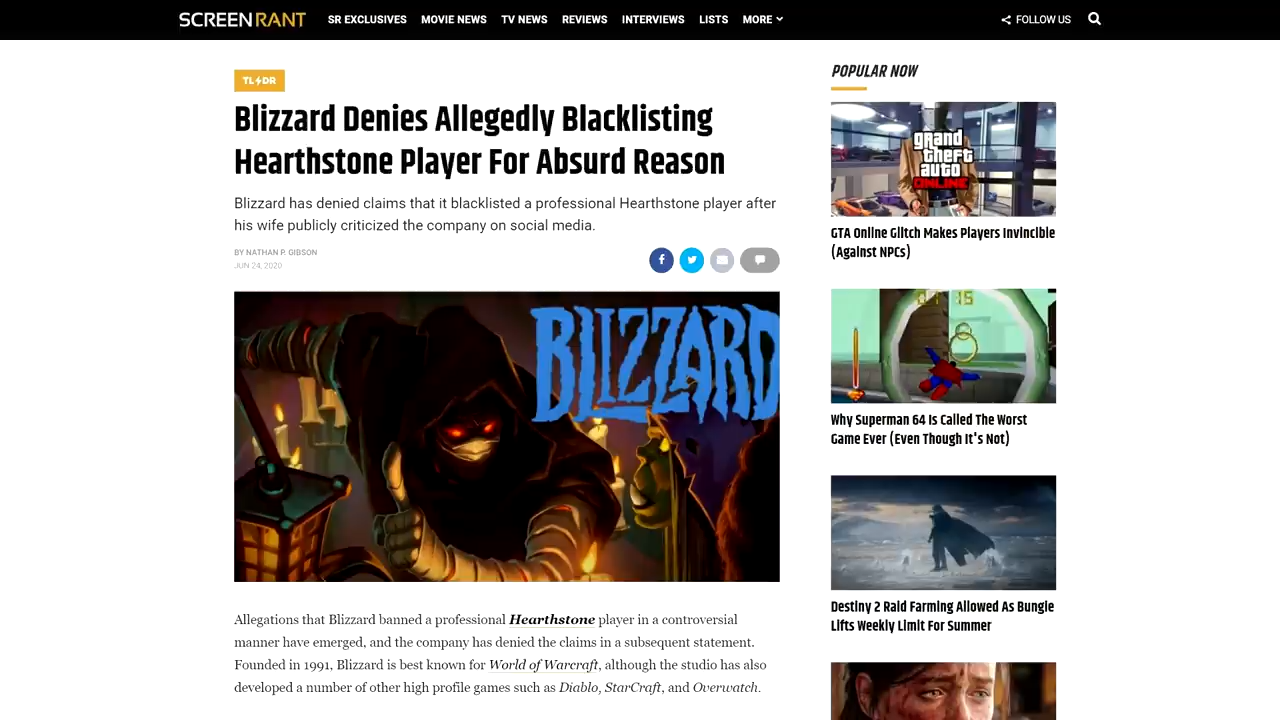 SCREENRANT
SR EXCLUSIVES MOVIE NEWS TV NEWS REVIEWS INTERVIEWS LISTS MORE
FOLLOW US
TL DR
Blizzard Denies Allegedly Blacklisting
Hearthstone Player For Absurd Reason
Blizzard has denied claims that it blacklisted a professional Hearthstone player after
his wife publicly criticized the company on social media.
BY NATHAN P. GIBSON
JUN 24, 2020
BLIZZARD
Allegations that Blizzard banned a professional Hearthstone player in a controversial
manner have emerged, and the company has denied the claims in a subsequent statement.
Founded in 1991, Blizzard is best known for World of Warcraft, although the studio has also
developed a number of other high profile games such as Diablo, StarCraft, and Overwatch.
POPULAR NOW
grand
theft
auto
ONLINE
GTA Online Glitch Makes Players Invincible
(Against NPCs)
Why Superman 64 Is Called The Worst
Game Ever (Even Though It's Not)
Destiny 2 Raid Farming Allowed As Bungie
Lifts Weekly Limit For Summer